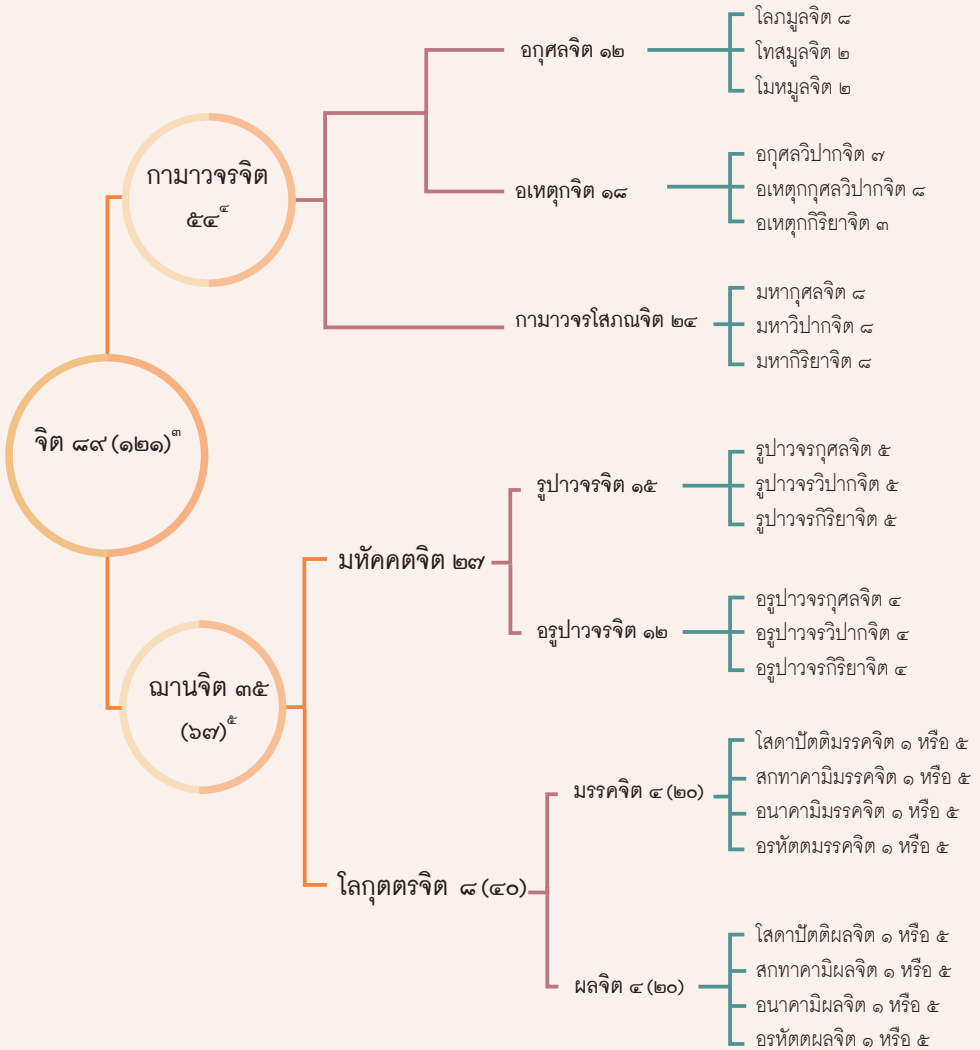 จิต ๘๙ (๑๒๑)๓
กามาวจรจิต
๕๔๔
อกุศลจิต ๑๒
โลภมูลจิต ๘
โทสมูลจิต ๒
โมหมูลจิต ๒
อเหตุกจิต ๑๘
อกุศลวิปากจิต ๗
อเหตุกกุศลวิปากจิต ๘
อเหตุกกิริยาจิต ๓
กามาวจรโสภณจิต ๒๔
มหากุศลจิต ๘
มหาวิปากจิต ๘
มหากิริยาจิต ๘
ฌานจิต ๓๕
(๖๗)๕
มหัคคตจิต ๒๗
รูปาวจรจิต ๑๕
รูปาวจรกุศลจิต ๕
รูปาวจรวิปากจิต ๕
รูปาวจรกิริยาจิต ๕
อรูปาวจรจิต ๑๒
อรูปาวจรกุศลจิต ๔
อรูปาวจรวิปากจิต ๔
อรูปาวจรกิริยาจิต ๔
โลกุตตรจิต ๘ (๔๐)
มรรคจิต ๔ (๒๐)
โสดาปัตติมรรคจิต ๑ หรือ ๕
สกทาคามิมรรคจิต ๑ หรือ ๕
อนาคามิมรรคจิต ๑ หรือ ๕
อรหัตตมรรคจิต ๑ หรือ ๕
ผลจิต ๔ (๒๐)
โสดาปัตติผลจิต ๑ หรือ ๕
สกทาคามิผลจิต ๑ หรือ ๕
อนาคามิผลจิต ๑ หรือ ๕
อรหัตตผลจิต ๑ หรือ ๕